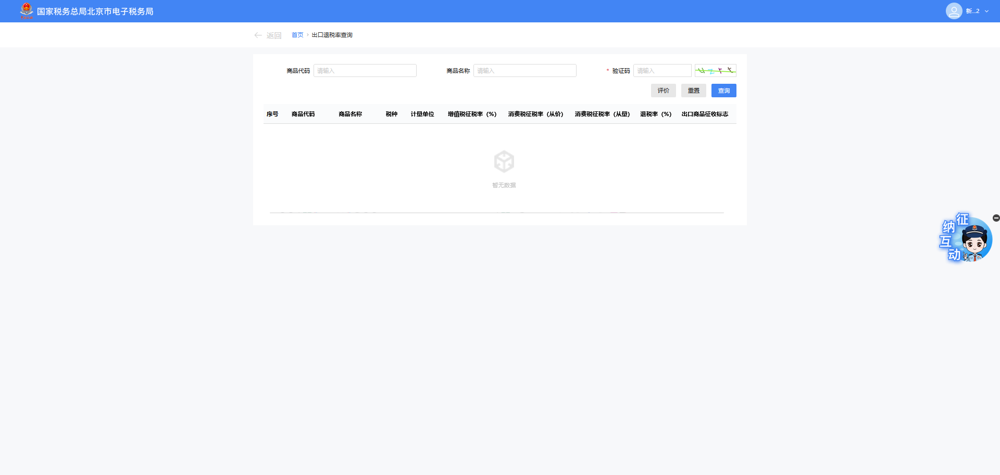 国家税务总局北京市电子税务局
新...2
返回 首页 › 出口退税率查询
商品代码 请输入 商品名称 请输入 * 验证码 请输入
评价 重置 查询
序号 商品代码 商品名称 税种 计量单位 增值税征税率（%） 消费税征税率（从价） 消费税征税率（从量） 退税率（%） 出口商品征收标志
暂无数据
征纳互动